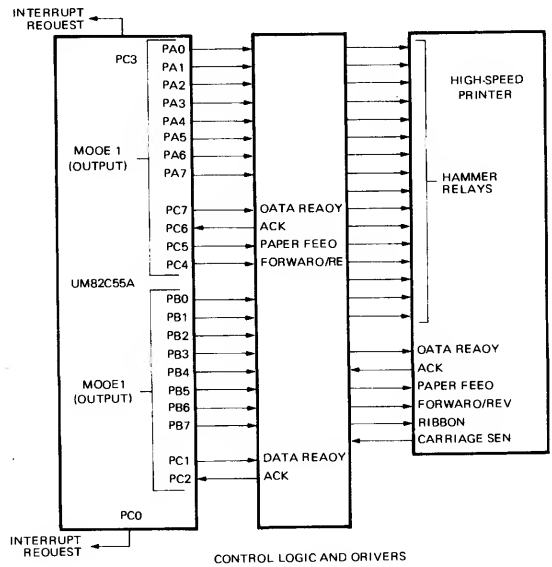 INTERRUPT
REQUEST
PC3
PA0
PA1
PA2
PA3
PA4
PA5
PA6
PA7
MOOE 1
(OUTPUT)
PC7
PC6
PC5
PC4
OATA REAOY
ACK
PAPER FEEO
FORWARO/RE
UM82C55A
PB0
PB1
PB2
PB3
PB4
PB5
PB6
PB7
MOOE1
(OUTPUT)
PC1
PC2
DATA REAOY
ACK
PC0
INTERRUPT
REOUEST
HIGH-SPEED
PRINTER
HAMMER
RELAYS
OATA REAOY
ACK
PAPER FEEO
FORWARO/REV
RIBBON
CARRIAGE SEN
CONTROL LOGIC ANO ORIVERS